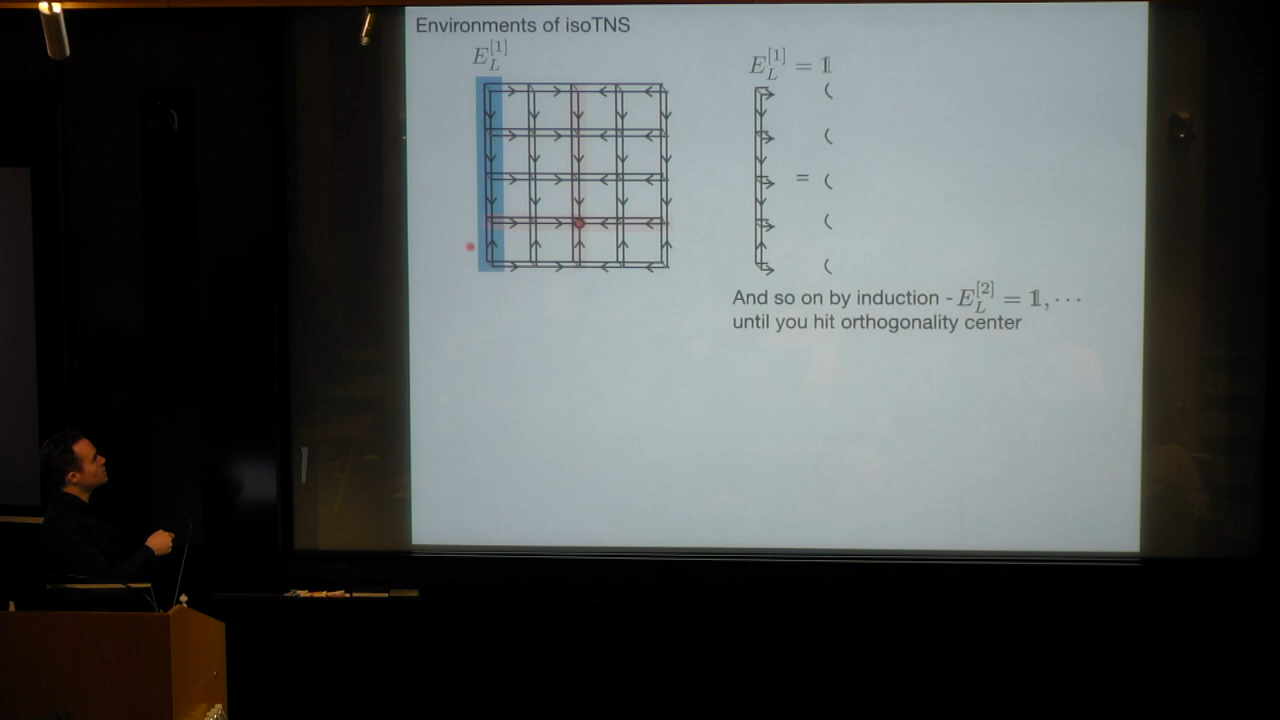 Environments of isoTNS
$E_L^{[1]}$
$E_L^{[1]} = 𝟙$
=
And so on by induction - $E_L^{[2]} = 𝟙, \cdots$
until you hit orthogonality center